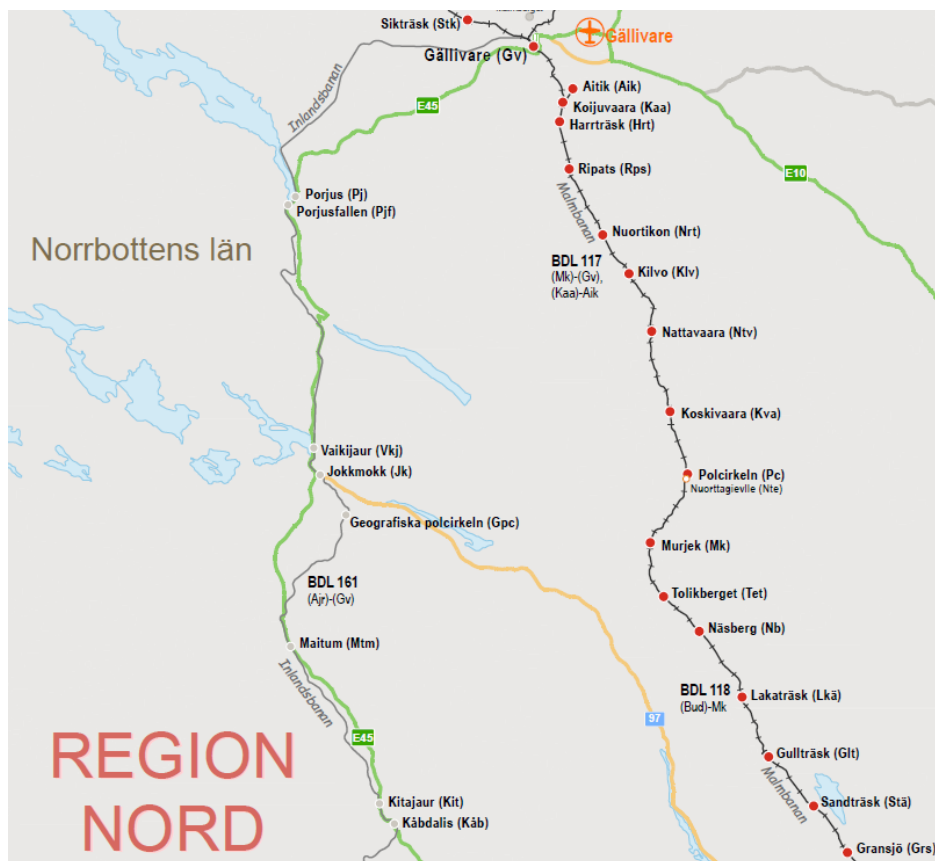 Sikträsk (Stk)
Gällivare
Gällivare (Gv)
Aitik (Aik)
Koijuvaara (Kaa)
Harrträsk (Hrt)
Inlandsbanan
E45
Ripats (Rps)
E10
Malmbanan
Porjus (Pj)
Porjusfallen (Pjf)
Nuortikon (Nrt)
Norrbottens län
BDL 117
(Mk)-(Gv),
(Kaa)-Aik
Kilvo (Klv)
Nattavaara (Ntv)
Koskivaara (Kva)
Vaikijaur (Vkj)
Jokkmokk (Jk)
Polcirkeln (Pc)
Nuorttagievlle (Nte)
Geografiska polcirkeln (Gpc)
Murjek (Mk)
BDL 161
(Ajr)-(Gv)
Tolikberget (Tet)
Näsberg (Nb)
Maitum (Mtm)
Inlandsbanan
BDL 118
(Bud)-Mk
Lakaträsk (Lkä)
97
E45
REGION
NORD
Gullträsk (Glt)
Malmbanan
Kitajaur (Kit)
Sandträsk (Stä)
Kåbdalis (Kåb)
Gransjö (Grs)